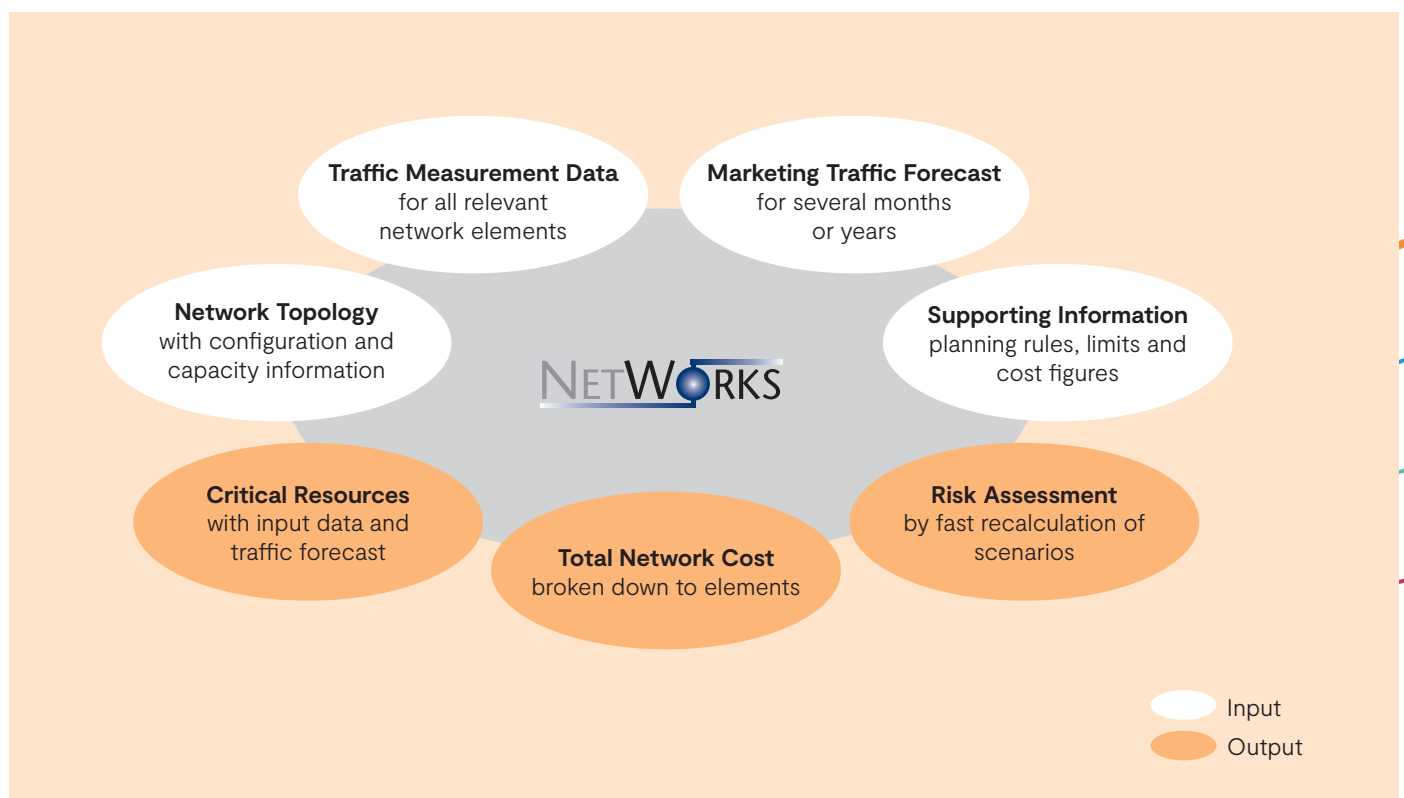 Traffic Measurement Data
for all relevant
network elements
Marketing Traffic Forecast
for several months
or years
Network Topology
with configuration and
capacity information
Supporting Information
planning rules, limits and
cost figures
NETWORKS
Critical Resources
with input data and
traffic forecast
Total Network Cost
broken down to elements
Risk Assessment
by fast recalculation of
scenarios
Input
Output